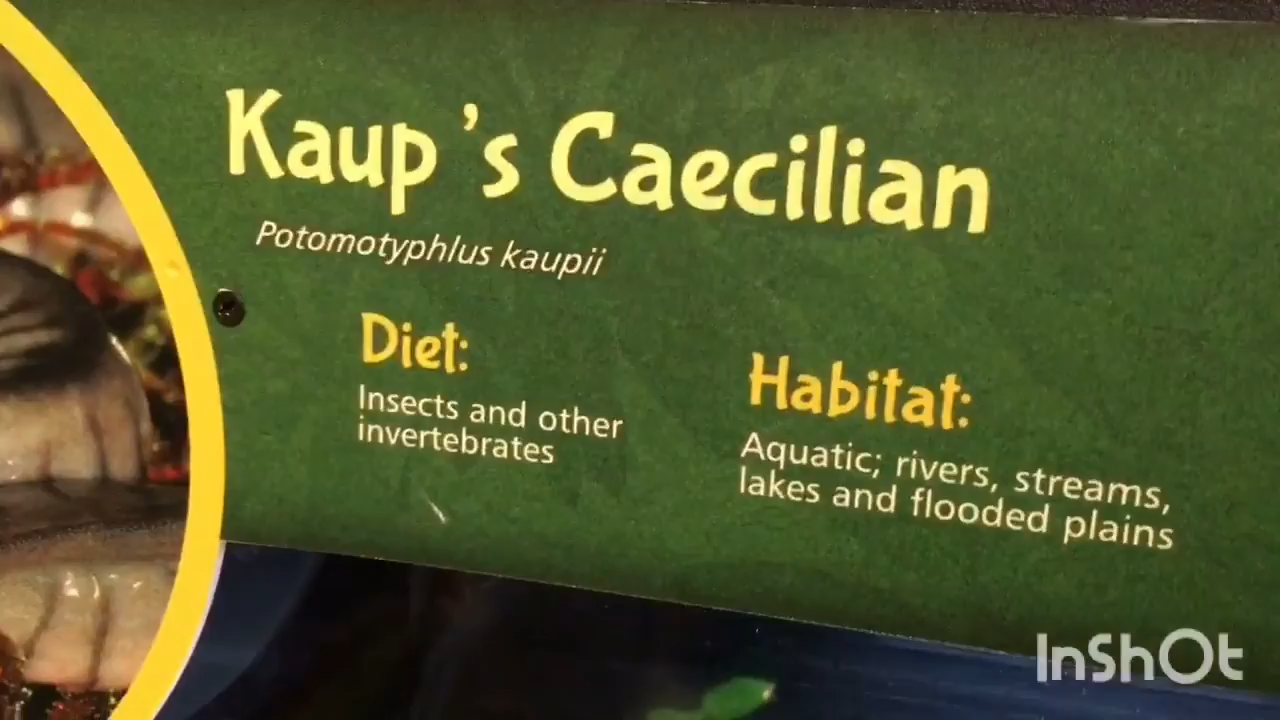 Kaup 's Caecilian
Potomotyphlus kaupii
Diet:
Insects and other
invertebrates
Habitat:
Aquatic; rivers, streams,
lakes and flooded plains
InShOt